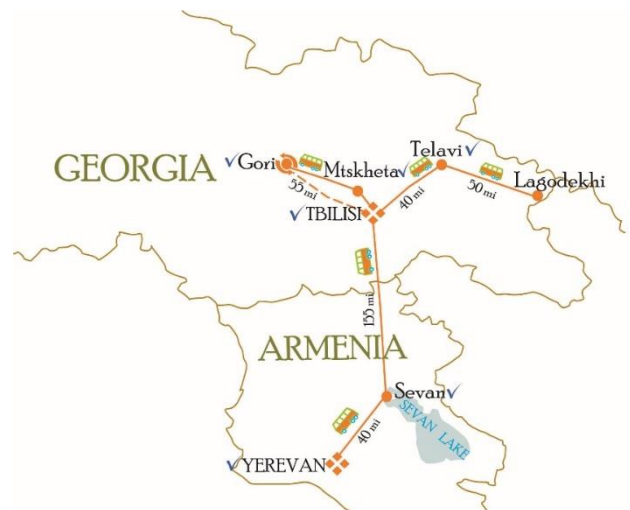 Telavi
GEORGIA
Gori
Mtskheta
Lagodekhi
55 mi
40 mi
50 mi
TBILISI
155 mi
ARMENIA
Sevan
SEVAN LAKE
40 mi
YEREVAN